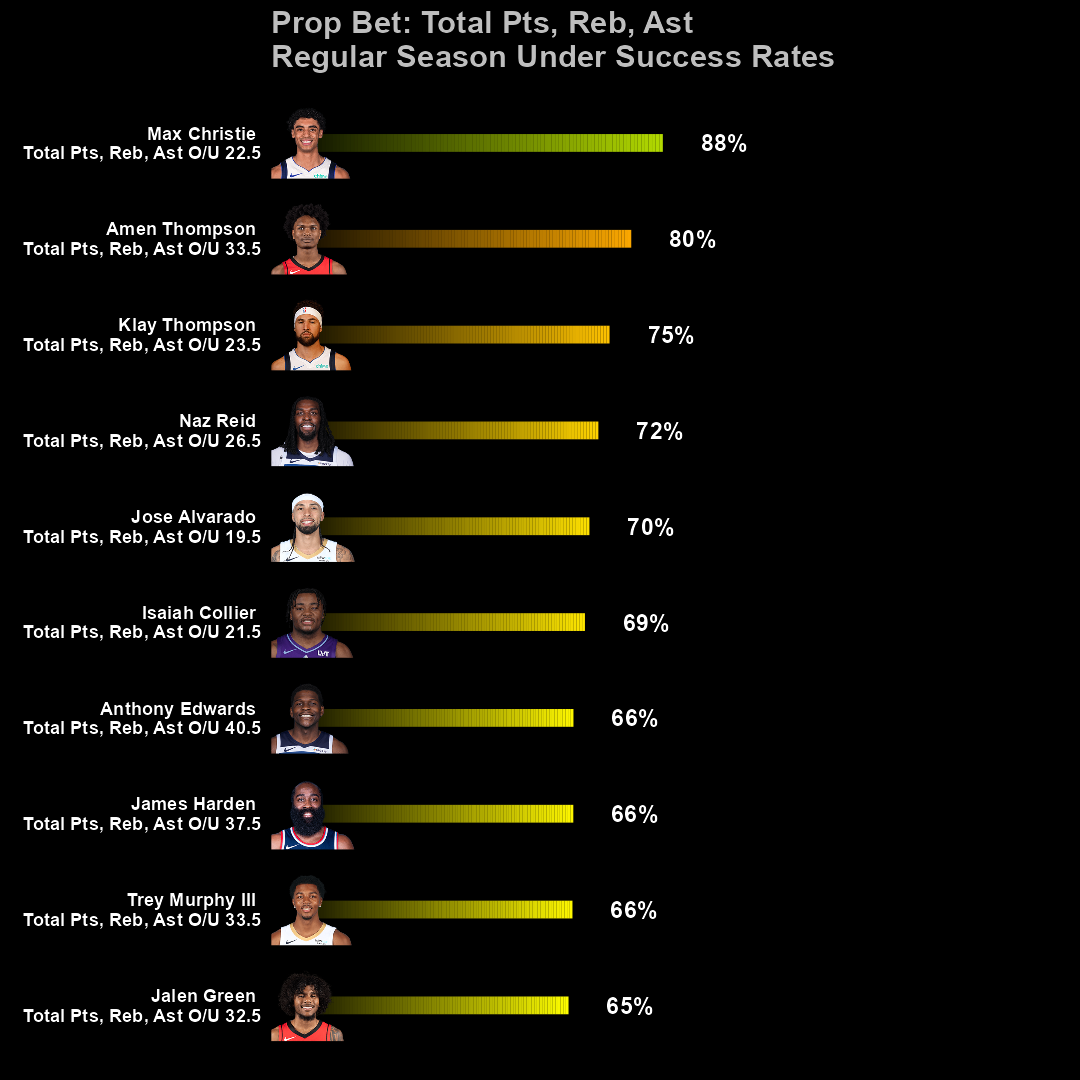 Prop Bet: Total Pts, Reb, Ast
Regular Season Under Success Rates
Max Christie
Total Pts, Reb, Ast O/U 22.5
88%
Amen Thompson
Total Pts, Reb, Ast O/U 33.5
80%
Klay Thompson
Total Pts, Reb, Ast O/U 23.5
75%
Naz Reid
Total Pts, Reb, Ast O/U 26.5
72%
Jose Alvarado
Total Pts, Reb, Ast O/U 19.5
70%
Isaiah Collier
Total Pts, Reb, Ast O/U 21.5
69%
Anthony Edwards
Total Pts, Reb, Ast O/U 40.5
66%
James Harden
Total Pts, Reb, Ast O/U 37.5
66%
Trey Murphy III
Total Pts, Reb, Ast O/U 33.5
66%
Jalen Green
Total Pts, Reb, Ast O/U 32.5
65%